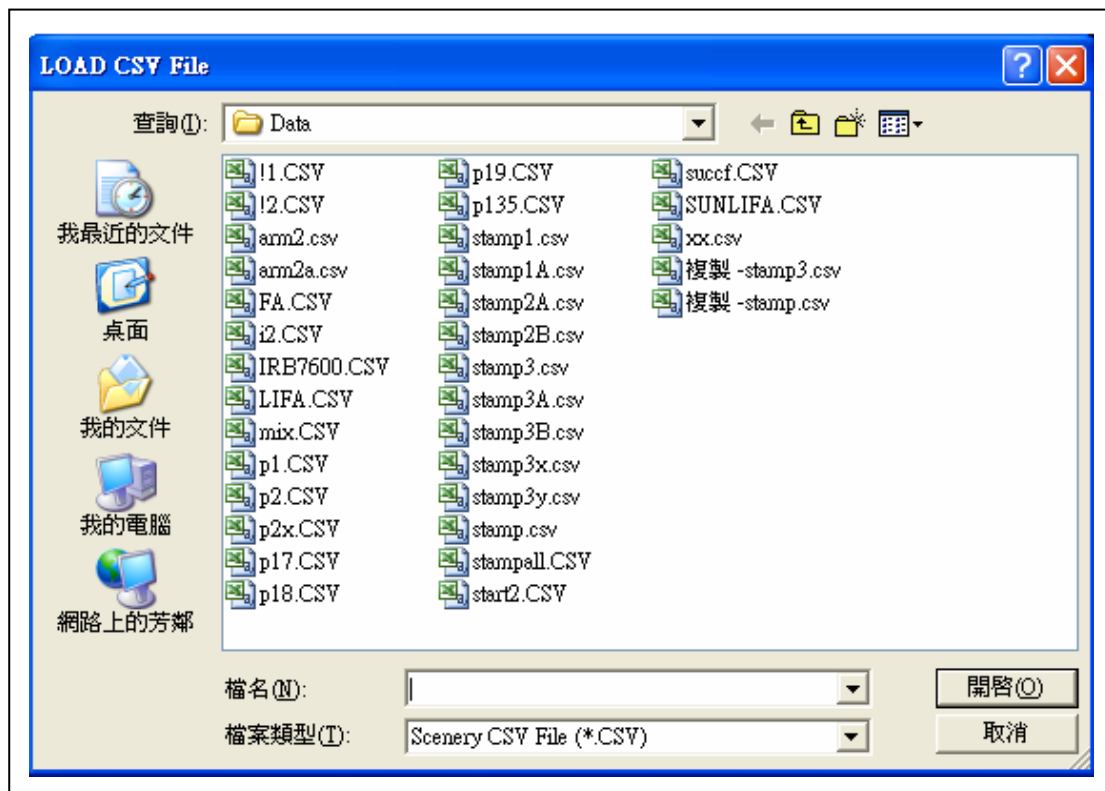 LOAD CSV File
查詢(I):
Data
我最近的文件
桌面
我的文件
我的電腦
網路上的芳鄰
!1.CSV
!2.CSV
arm2.csv
arm2a.csv
FA.CSV
i2.CSV
IRB7600.CSV
LIFA.CSV
mix.CSV
p1.CSV
p2.CSV
p2x.CSV
p17.CSV
p18.CSV
p19.CSV
p135.CSV
stamp1.csv
stamp1A.csv
stamp2A.csv
stamp2B.csv
stamp3.csv
stamp3A.csv
stamp3B.csv
stamp3x.csv
stamp3y.csv
stamp.csv
stampall.CSV
start2.CSV
succf.CSV
SUNLIFA.CSV
xx.csv
複製 -stamp3.csv
複製 -stamp.csv
檔名(N):
開啓(O)
檔案類型(T):
Scenery CSV File (*.CSV)
取消